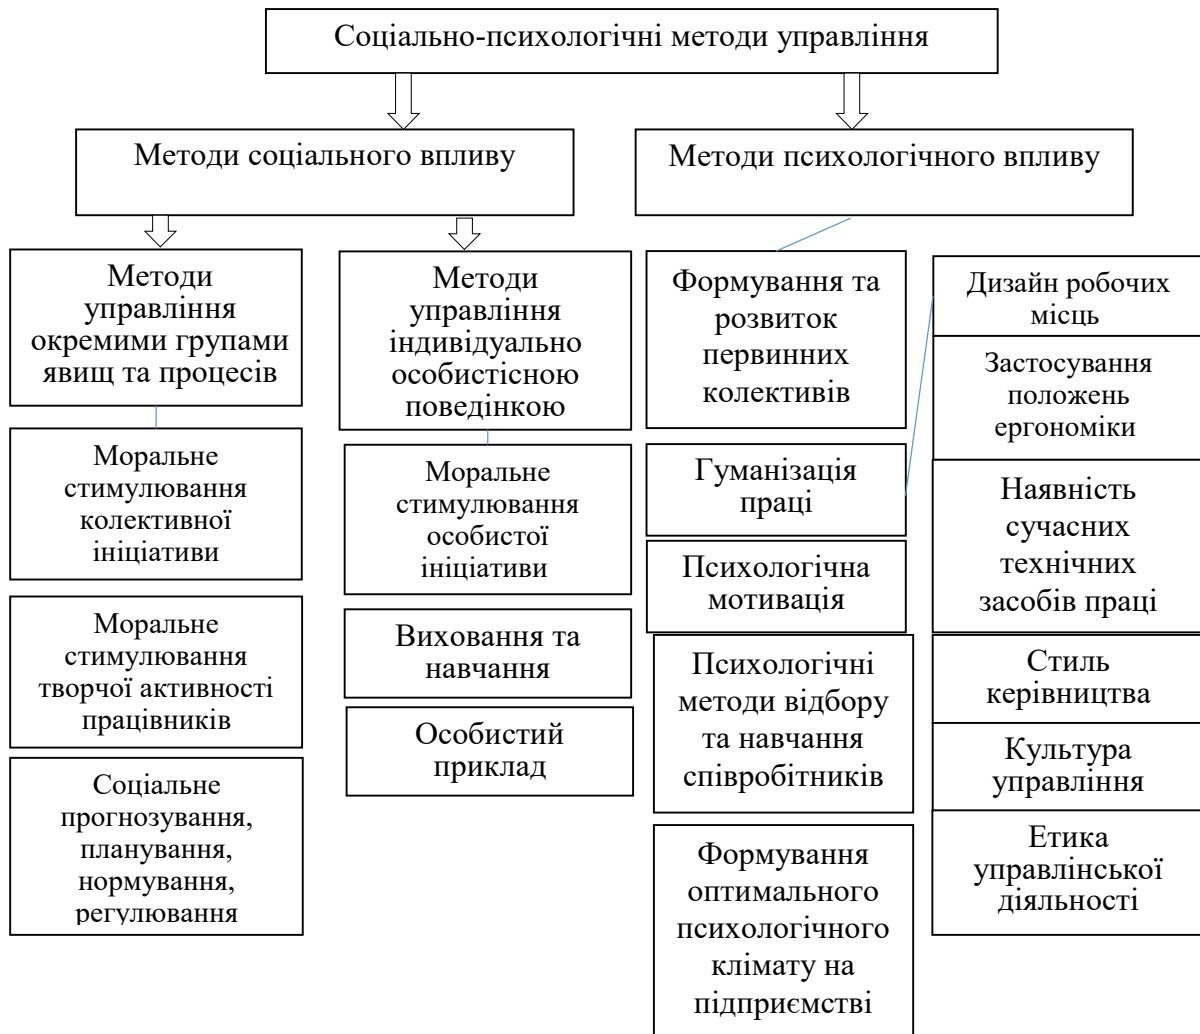 Соціально-психологічні методи управління
Методи соціального впливу
Методи психологічного впливу
Методи
управління
окремими групами
явищ та процесів
Моральне
стимулювання
колективної
ініціативи
Моральне
стимулювання
творчої активності
працівників
Соціальне
прогнозування,
планування,
нормування,
регулювання
Методи
управління
індивідуально
особистісною
поведінкою
Моральне
стимулювання
особистої
ініціативи
Виховання та
навчання
Особистий
приклад
Формування та
розвиток
первинних
колективів
Гуманізація
праці
Психологічна
мотивація
Психологічні
методи відбору
та навчання
співробітників
Формування
оптимального
психологічного
клімату на
підприємстві
Дизайн робочих
місць
Застосування
положень
ергономіки
Наявність
сучасних
технічних
засобів праці
Стиль
керівництва
Культура
управління
Етика
управлінської
діяльності